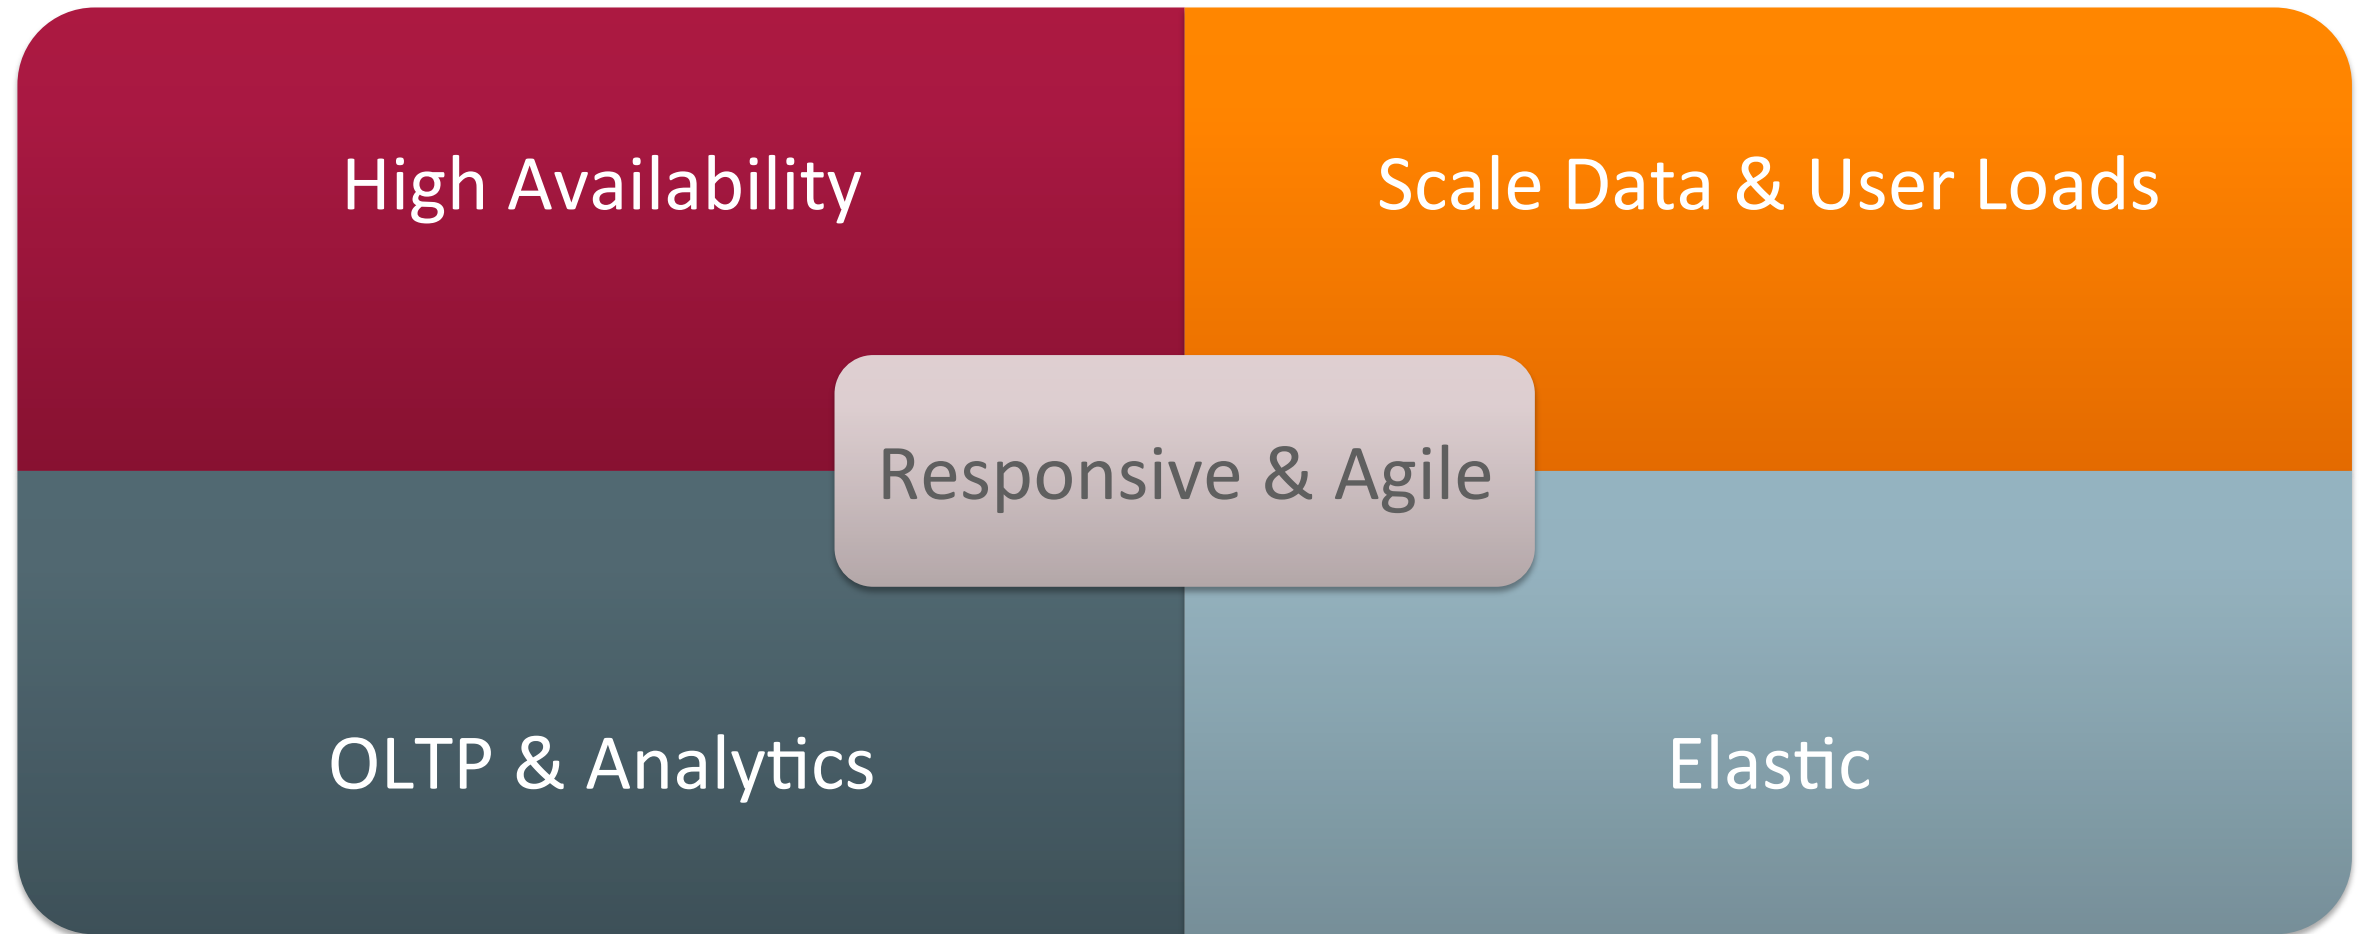 High Availability
Scale Data & User Loads
Responsive & Agile
OLTP & Analytics
Elastic